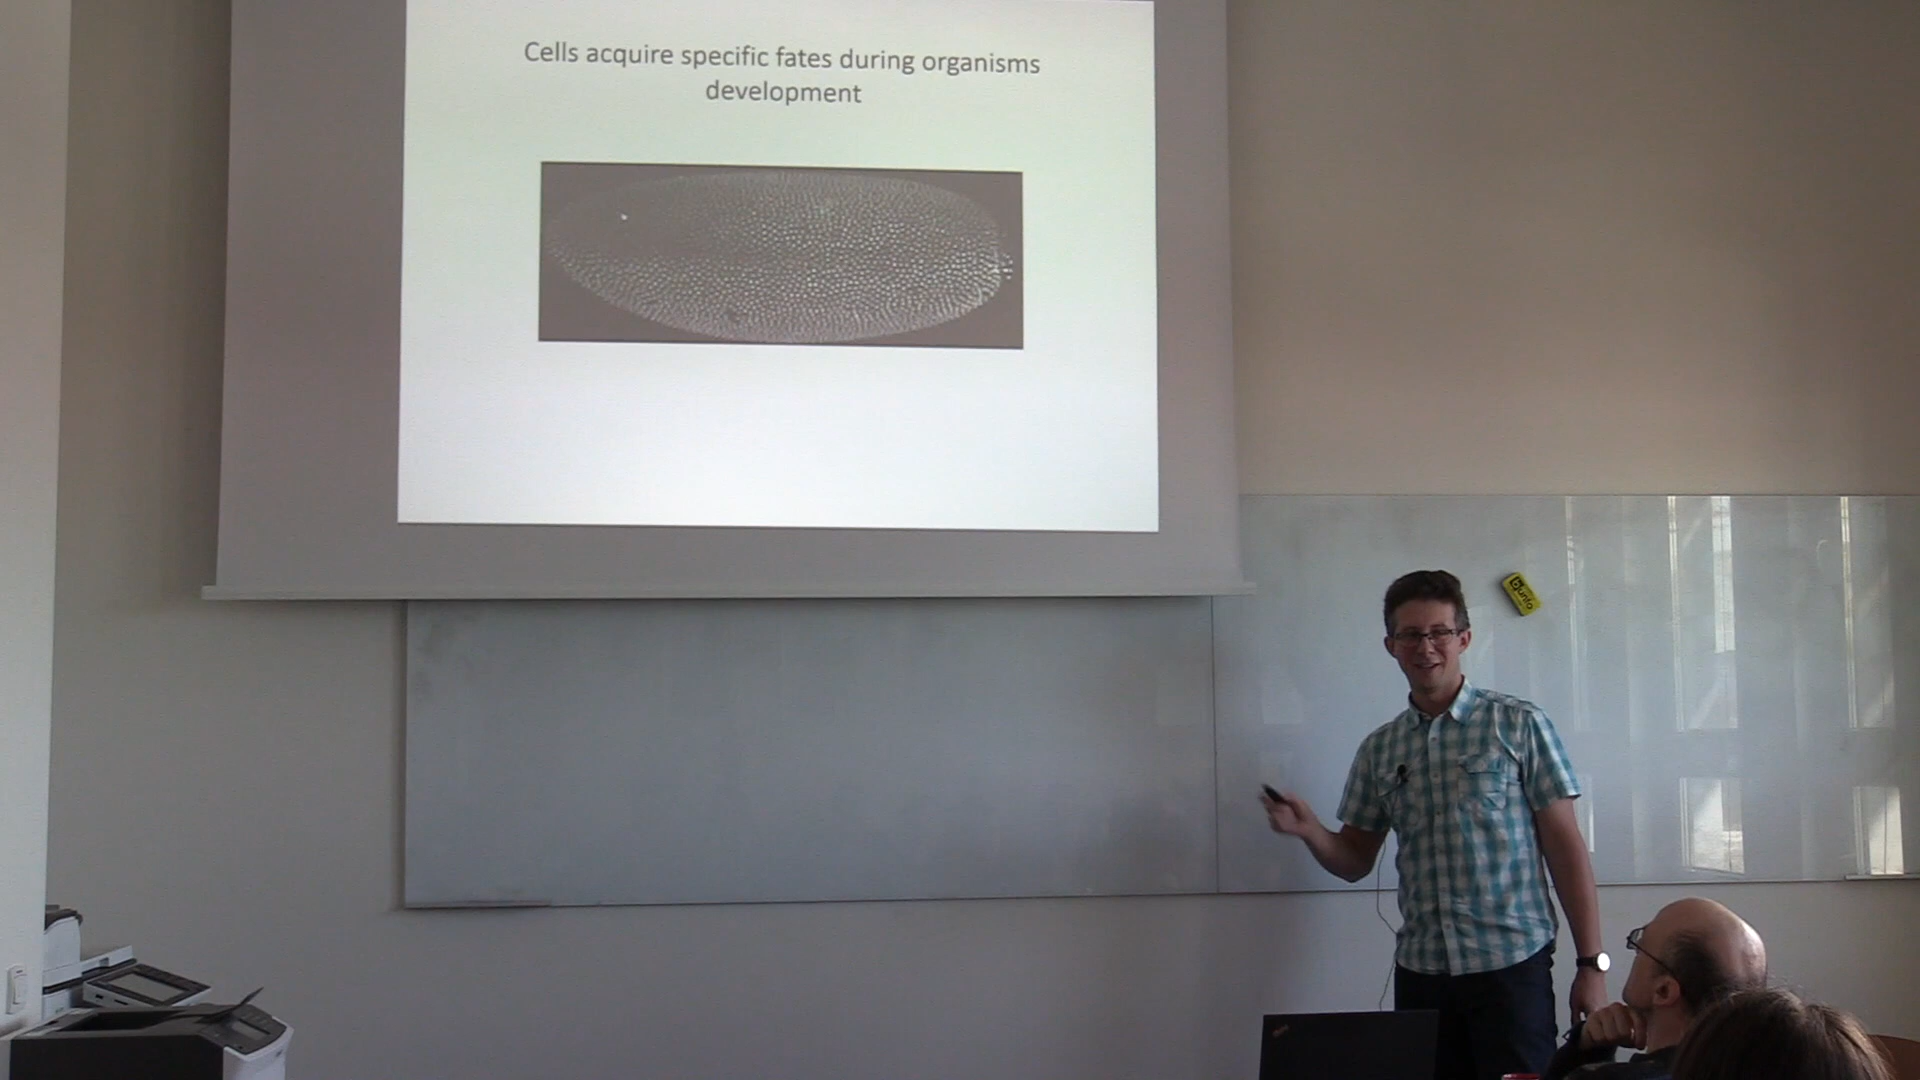 Cells acquire specific fates during organisms
development